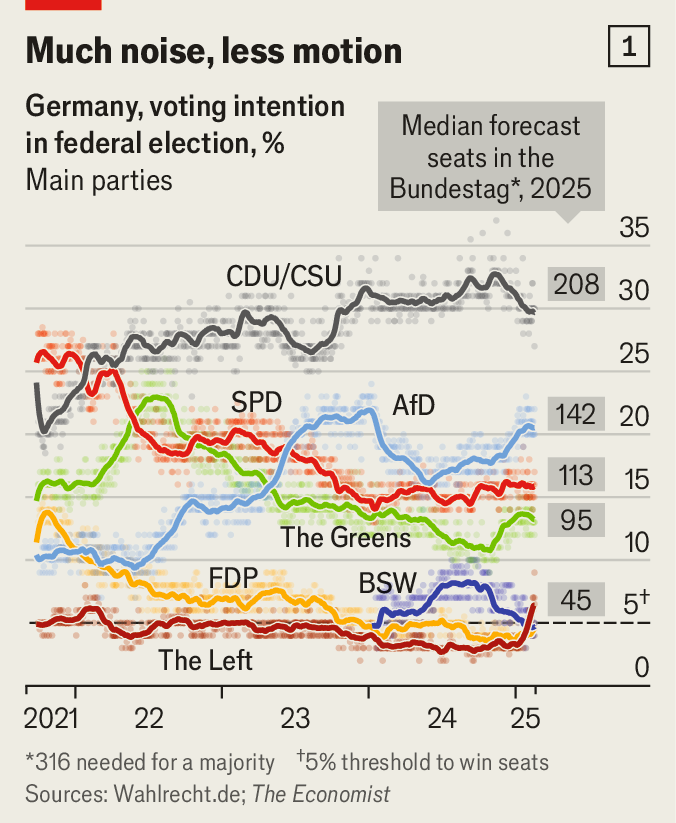 Much noise, less motion
1
Germany, voting intention
in federal election, %
Main parties
Median forecast
seats in the
Bundestag*, 2025
35
CDU/CSU
208
30
25
SPD
AfD
142
20
113
15
95
The Greens
10
FDP
BSW
45
5†
The Left
0
2021 22 23 24 25
*316 needed for a majority †5% threshold to win seats
Sources: Wahlrecht.de; The Economist